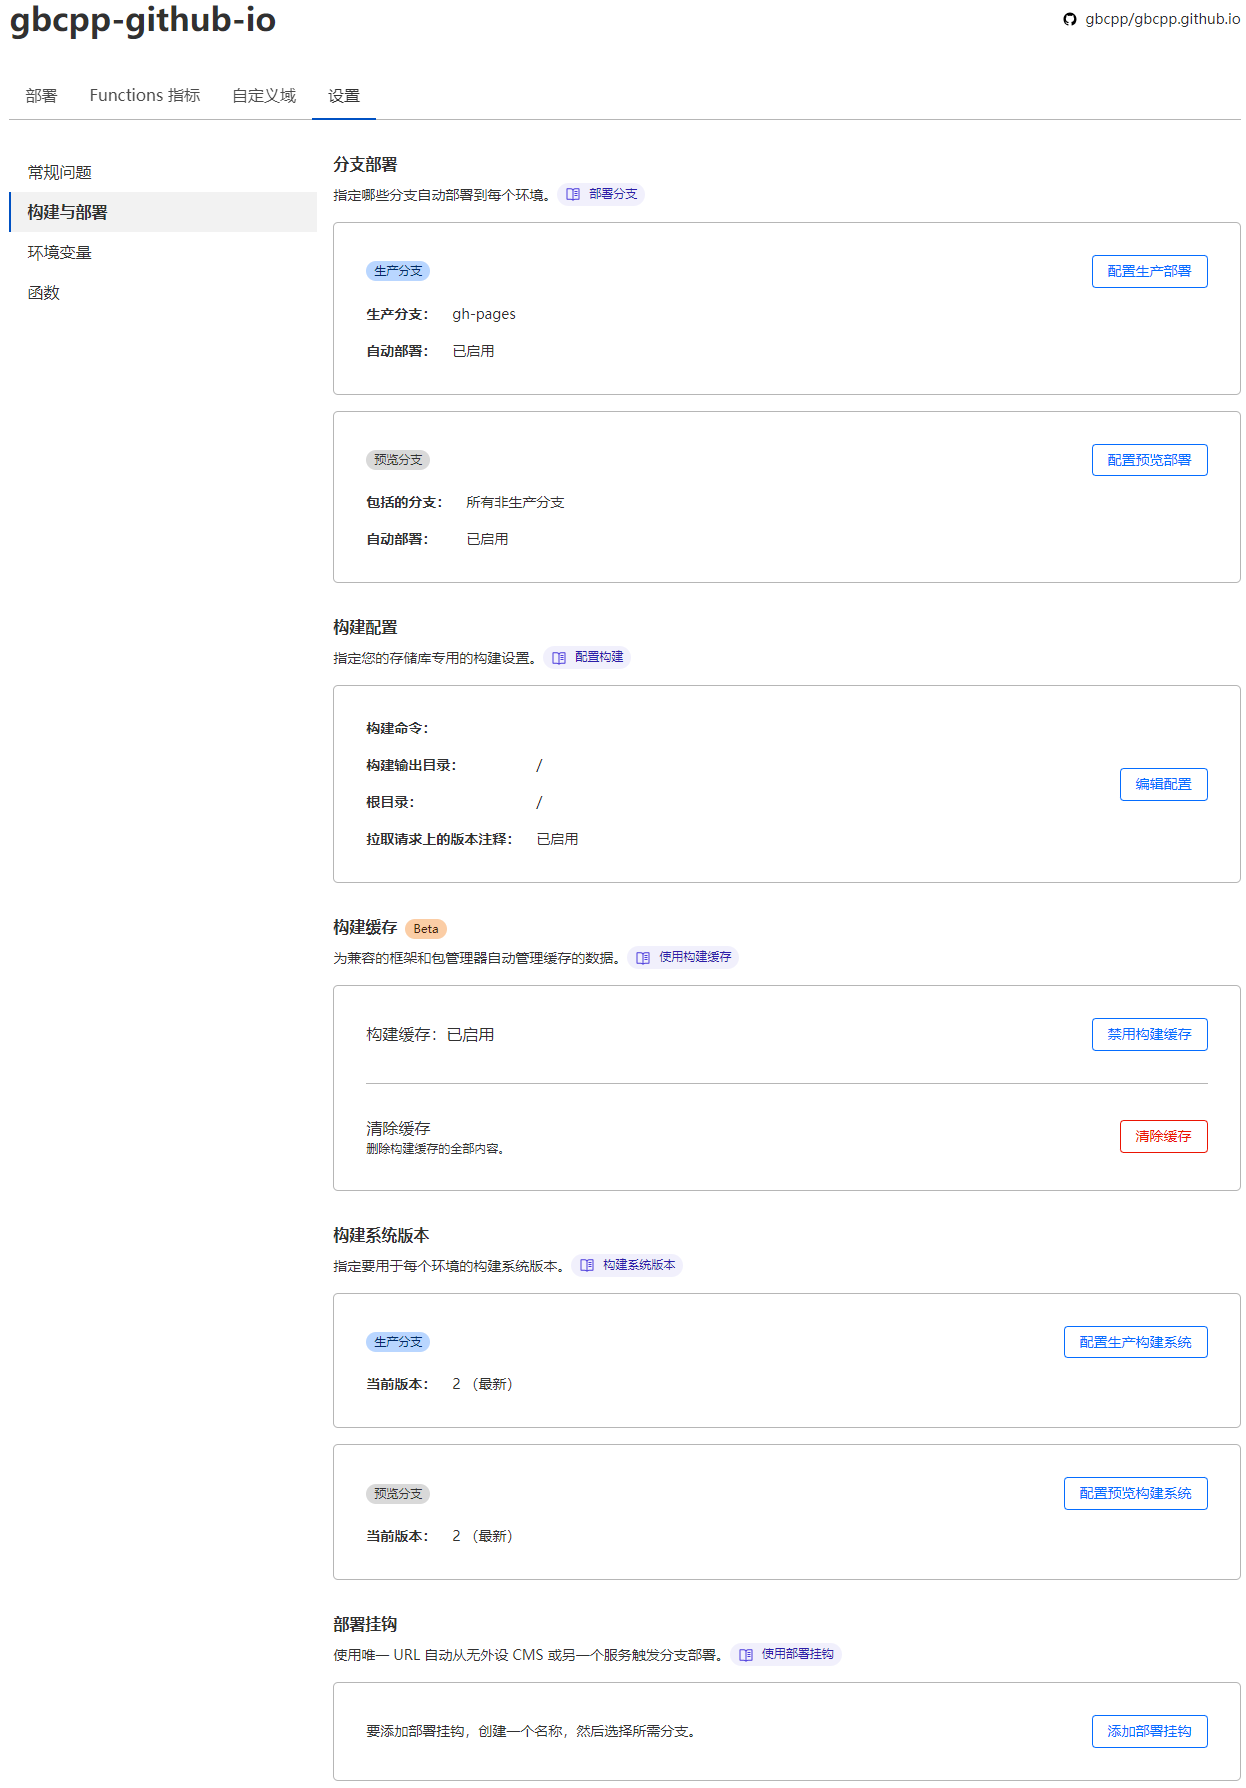 gbcpp-github-io
gbcpp/gbcpp.github.io
部署 Functions 指标 自定义域 设置
常规问题
构建与部署
环境变量
函数
分支部署
指定哪些分支自动部署到每个环境。 部署分支
生产分支
配置生产部署
生产分支： gh-pages
自动部署： 已启用
预览分支
配置预览部署
包括的分支： 所有非生产分支
自动部署： 已启用
构建配置
指定您的存储库专用的构建设置。 配置构建
构建命令：
构建输出目录： /
根目录： /
拉取请求上的版本注释： 已启用
编辑配置
构建缓存 Beta
为兼容的框架和包管理器自动管理缓存的数据。 使用构建缓存
构建缓存：已启用
禁用构建缓存
清除缓存
删除构建缓存的全部内容。
清除缓存
构建系统版本
指定要用于每个环境的构建系统版本。 构建系统版本
生产分支
配置生产构建系统
当前版本： 2 （最新）
预览分支
配置预览构建系统
当前版本： 2 （最新）
部署挂钩
使用唯一 URL 自动从无外设 CMS 或另一个服务触发分支部署。 使用部署挂钩
要添加部署挂钩，创建一个名称，然后选择所需分支。
添加部署挂钩